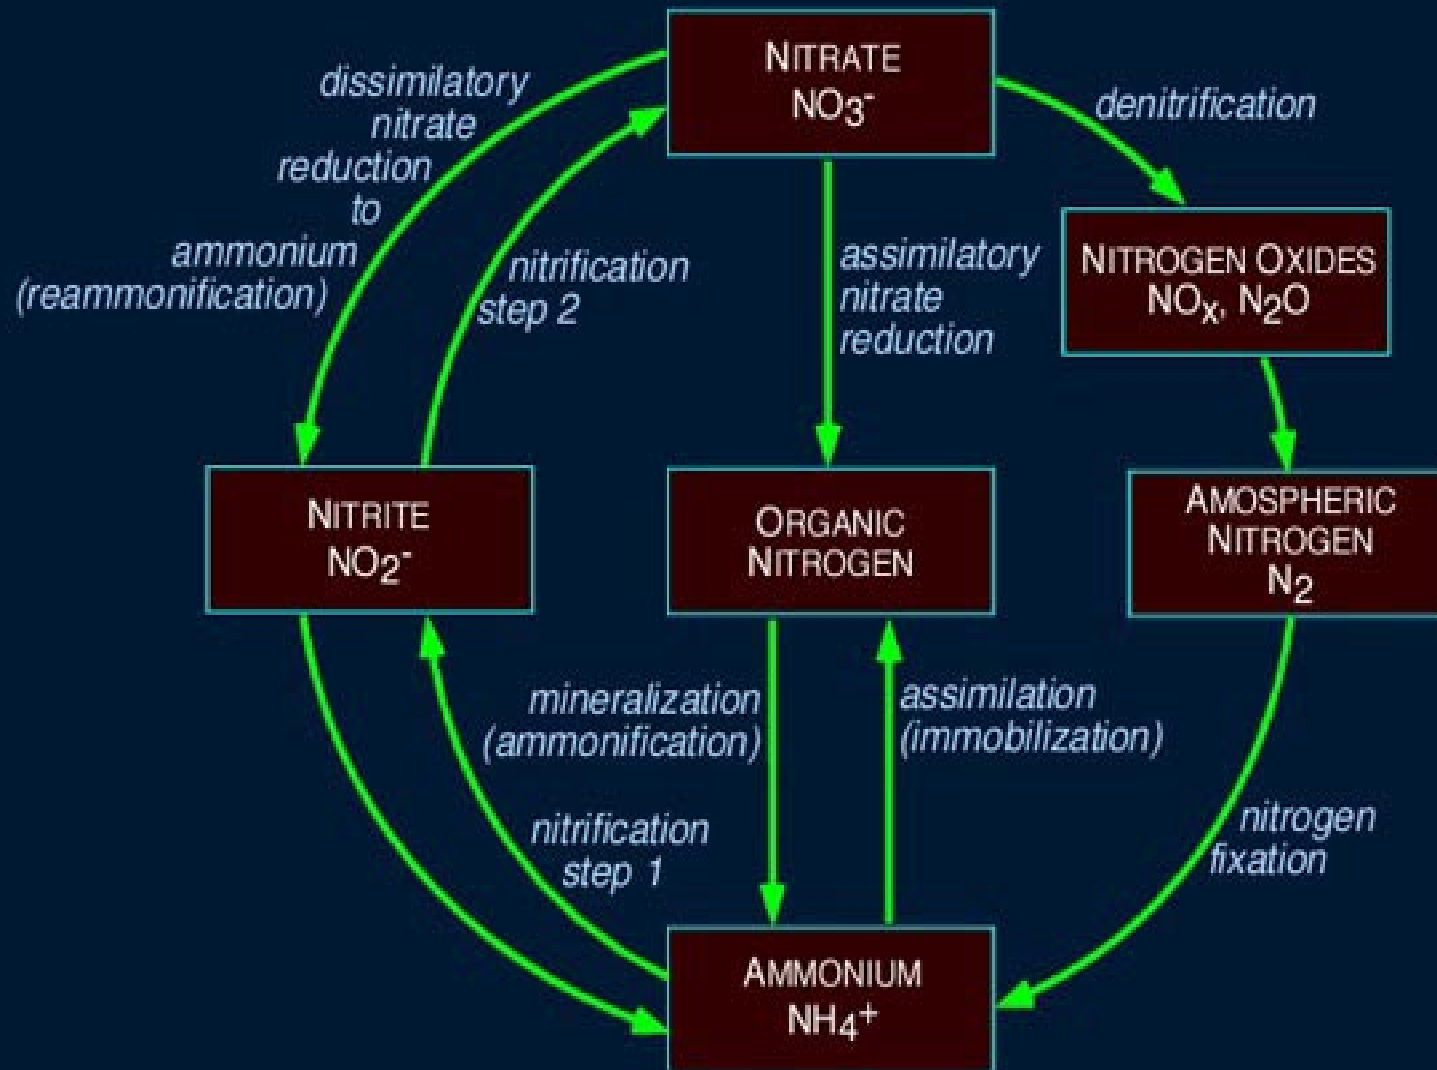 NITRATE
NO3-
dissimilatory
nitrate
reduction
to
ammonium
(reammonification)
denitrification
nitrification
step 2
assimilatory
nitrate
reduction
NITROGEN OXIDES
NOx, N2O
NITRITE
NO2-
ORGANIC
NITROGEN
AMOSPHERIC
NITROGEN
N2
mineralization
(ammonification)
assimilation
(immobilization)
nitrification
step 1
nitrogen
fixation
AMMONIUM
NH4+